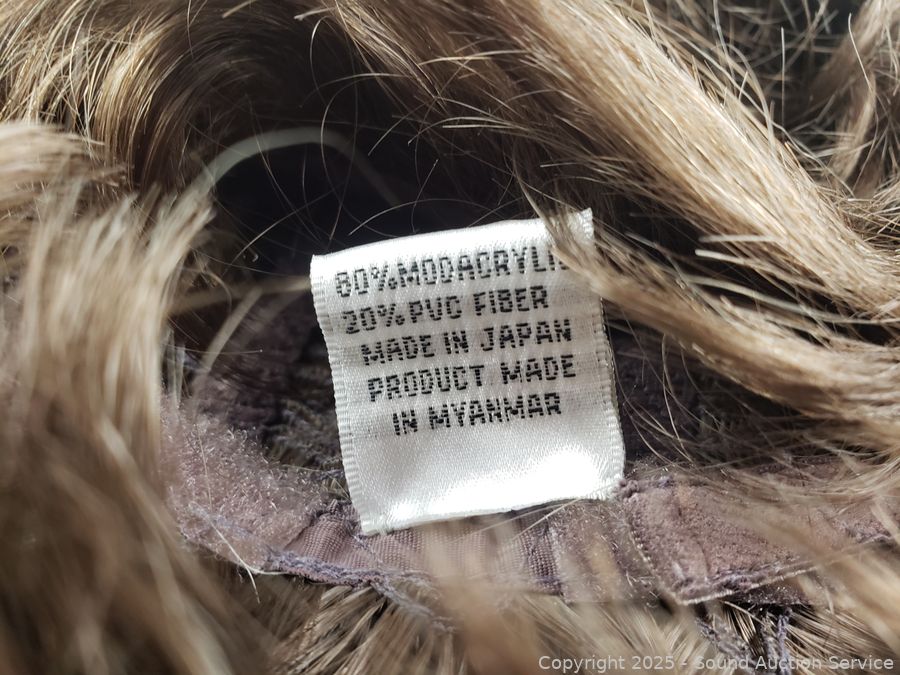 80%MODACRYLIC
20%PVC FIBER
MADE IN JAPAN
PRODUCT MADE
IN MYANMAR
Copyright 2025 - Sound Auction Service